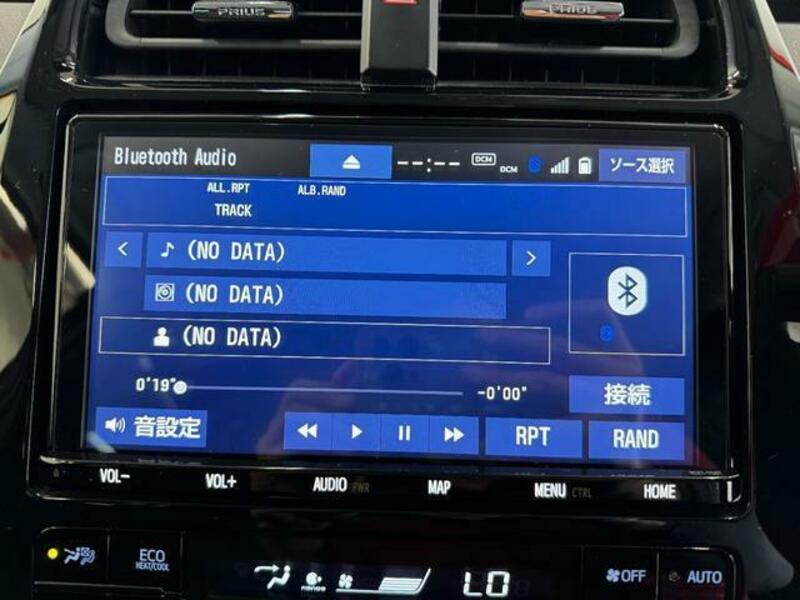 PRIUS PRIUS
Bluetooth Audio --:-- DCM DCM ソース選択
ALL.RPT ALB.RAND
TRACK
(NO DATA)
(NO DATA)
(NO DATA)
0'19" -0'00" 接続
音設定 RPT RAND
VOL- VOL+ AUDIO PWR MAP MENU CTRL HOME
ECO
HEAT/COOL
LO OFF AUTO